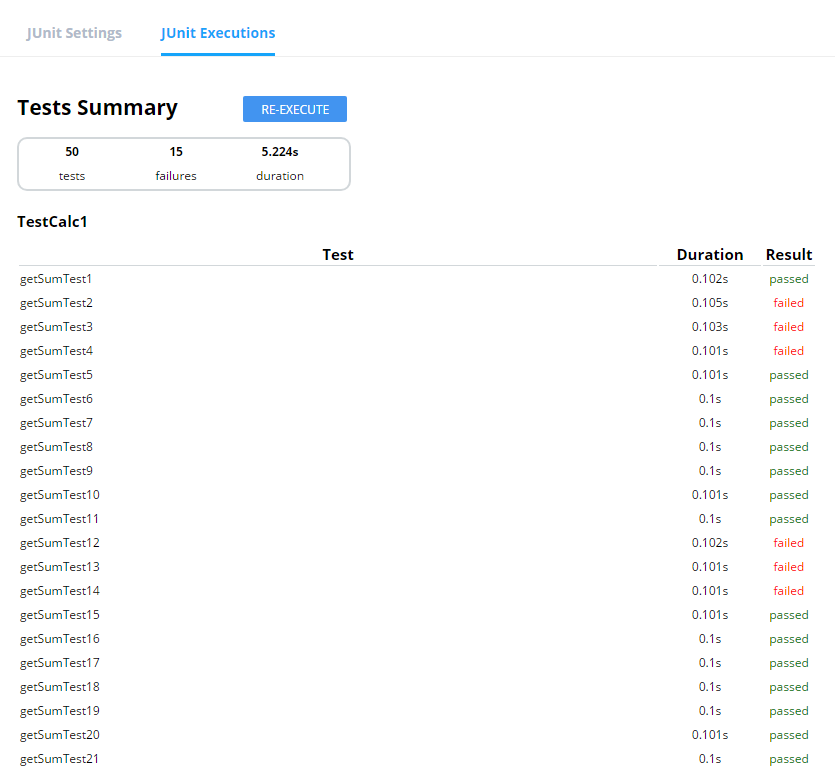 JUnit Settings JUnit Executions
Tests Summary RE-EXECUTE
50 15 5.224s
tests failures duration
TestCalc1
Test Duration Result
getSumTest1 0.102s passed
getSumTest2 0.105s failed
getSumTest3 0.103s failed
getSumTest4 0.101s failed
getSumTest5 0.101s passed
getSumTest6 0.1s passed
getSumTest7 0.1s passed
getSumTest8 0.1s passed
getSumTest9 0.1s passed
getSumTest10 0.101s passed
getSumTest11 0.1s passed
getSumTest12 0.102s failed
getSumTest13 0.101s failed
getSumTest14 0.101s failed
getSumTest15 0.101s passed
getSumTest16 0.1s passed
getSumTest17 0.1s passed
getSumTest18 0.1s passed
getSumTest19 0.1s passed
getSumTest20 0.101s passed
getSumTest21 0.1s passed